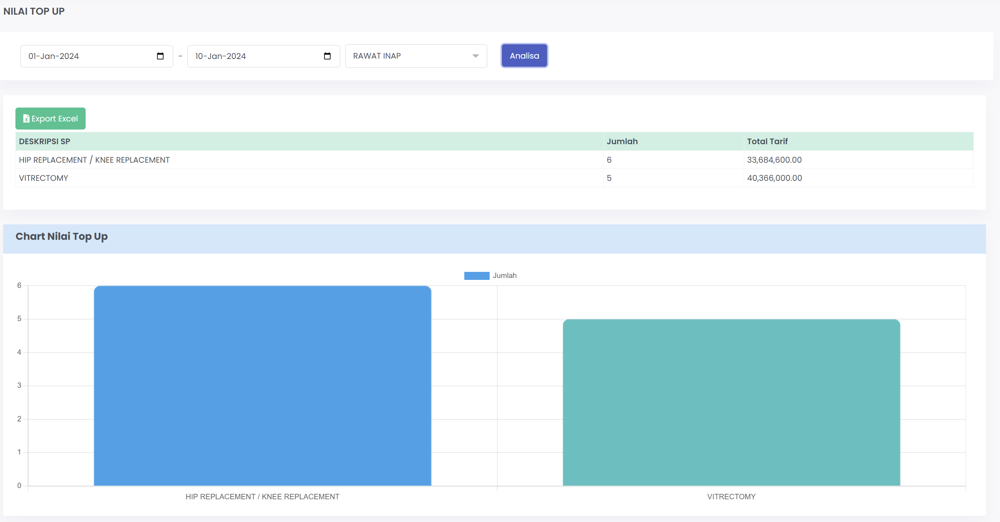 NILAI TOP UP
01-Jan-2024 - 10-Jan-2024 RAWAT INAP Analisa
Export Excel
DESKRIPSI SP Jumlah Total Tarif
HIP REPLACEMENT / KNEE REPLACEMENT 6 33,684,600.00
VITRECTOMY 5 40,366,000.00
Chart Nilai Top Up
Jumlah
6
5
4
3
2
1
0
HIP REPLACEMENT / KNEE REPLACEMENT VITRECTOMY